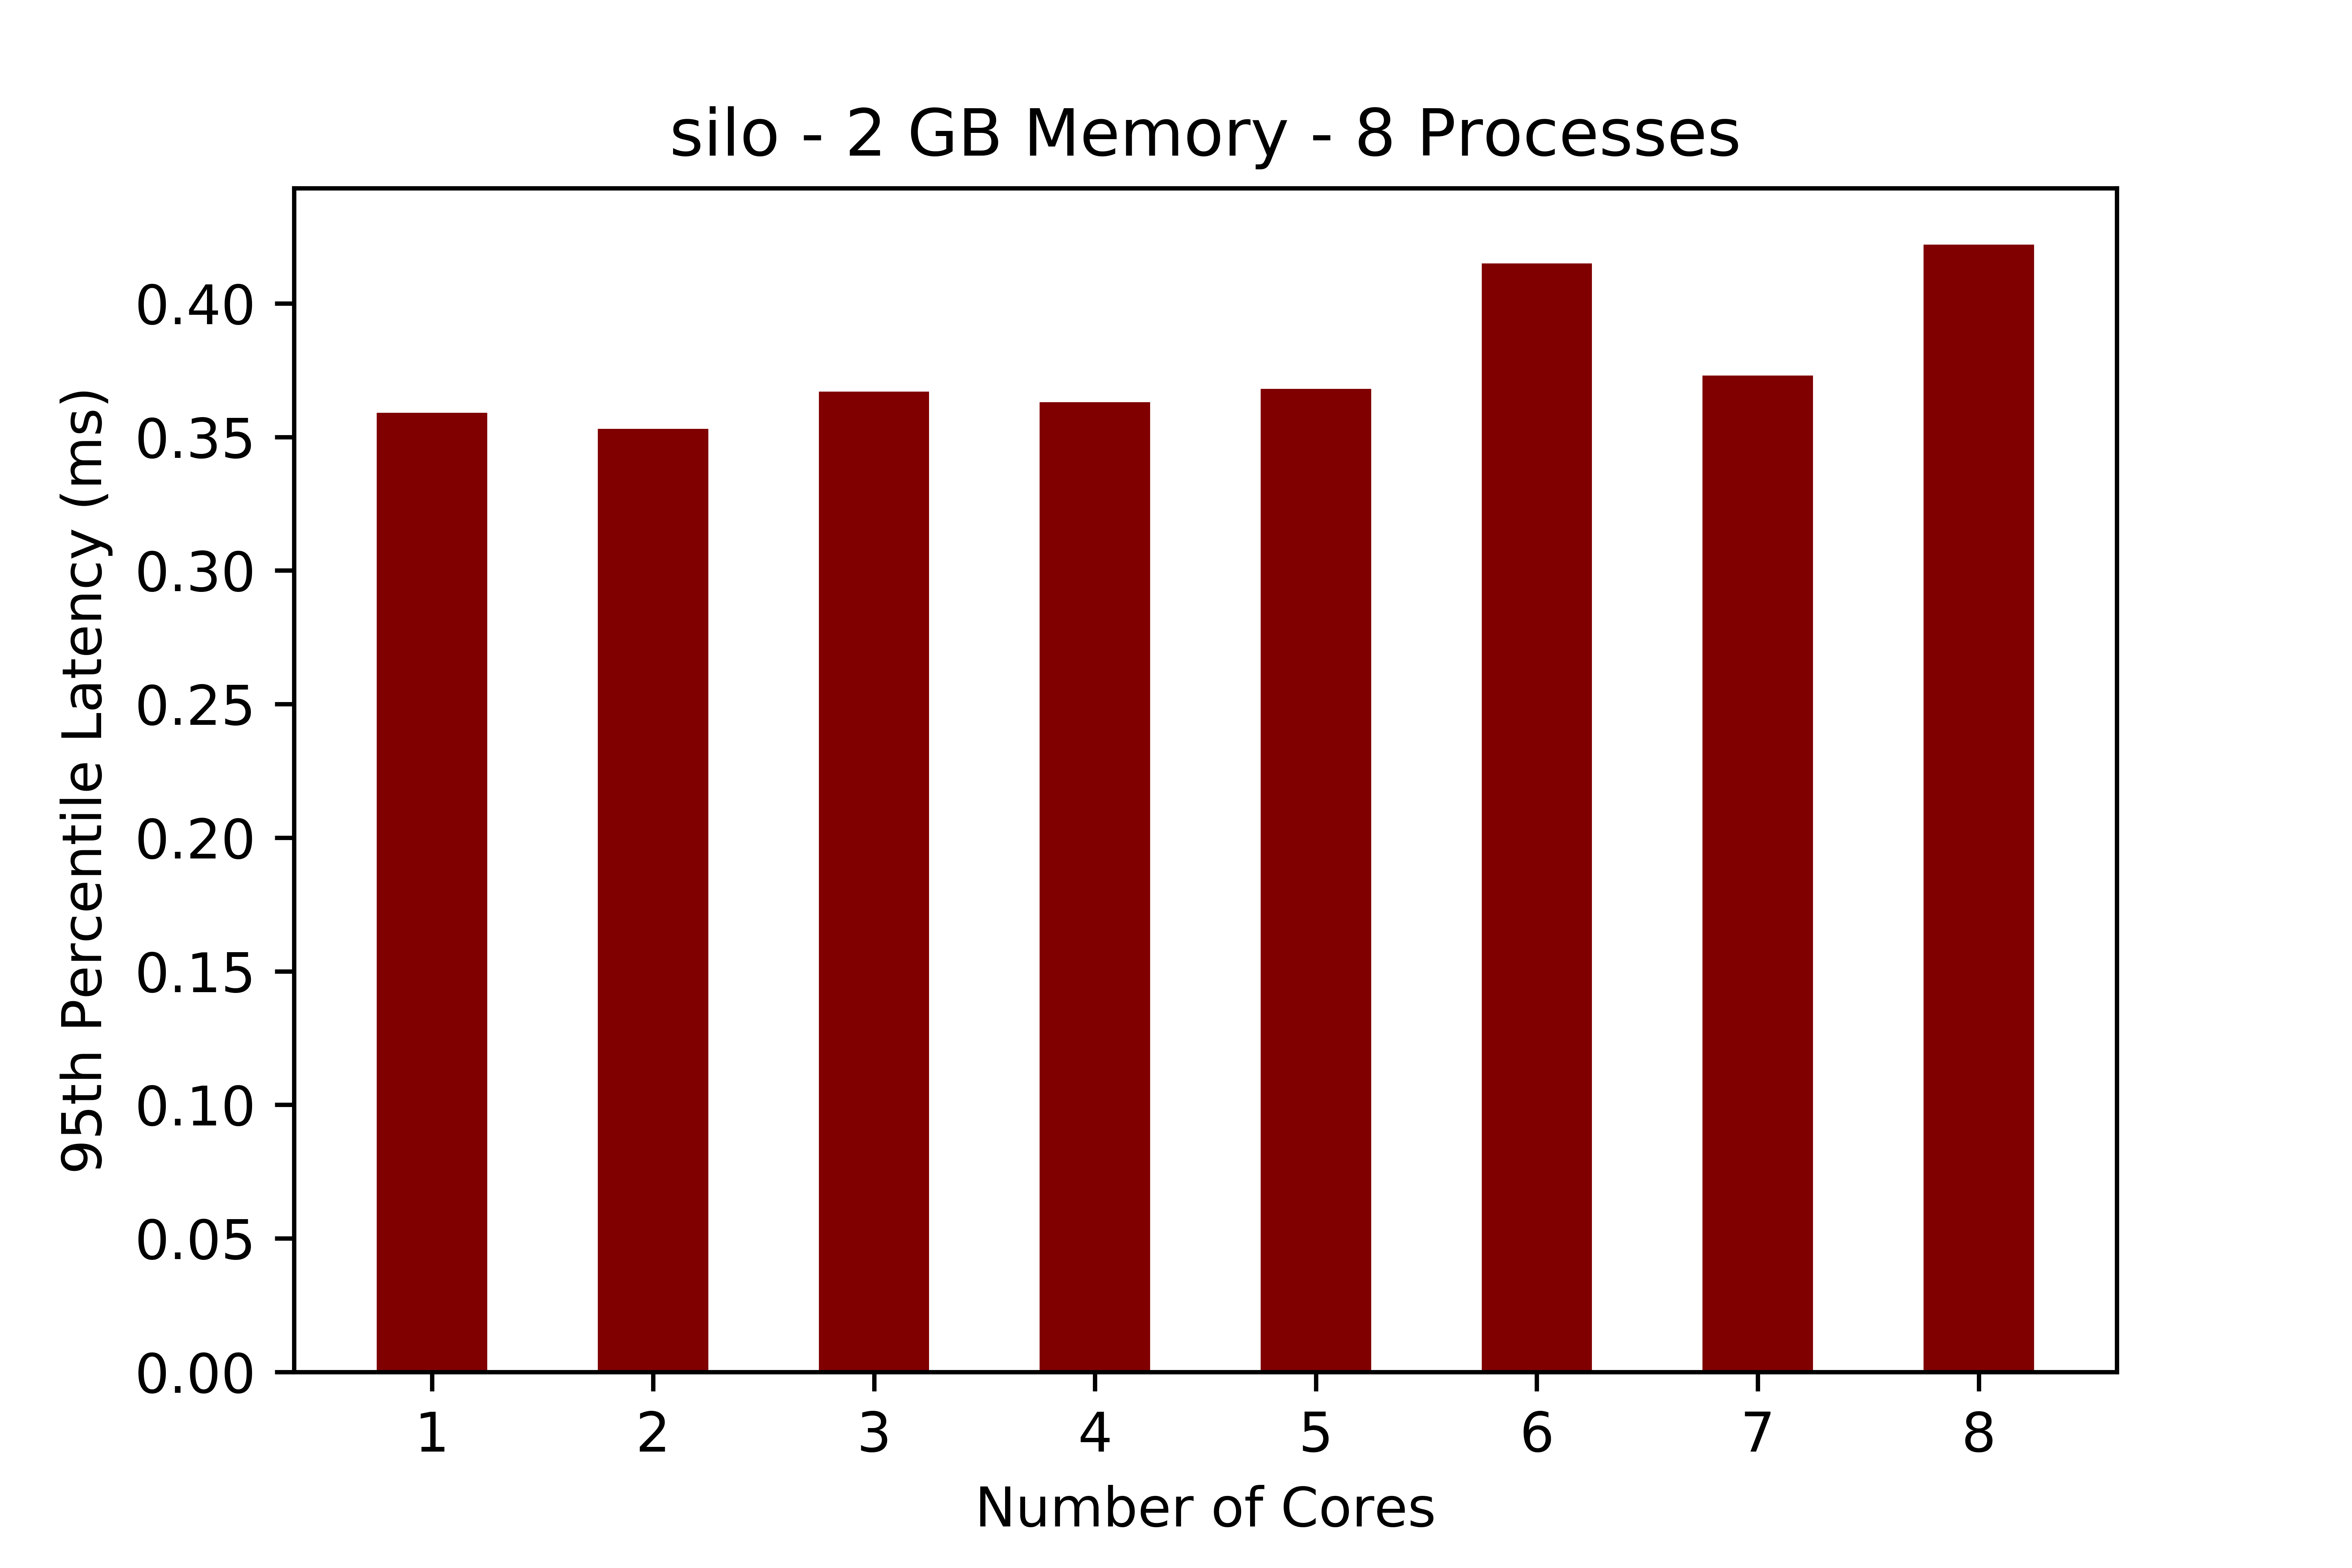 silo - 2 GB Memory - 8 Processes
95th Percentile Latency (ms)
0.40
0.35
0.30
0.25
0.20
0.15
0.10
0.05
0.00
1 2 3 4 5 6 7 8
Number of Cores